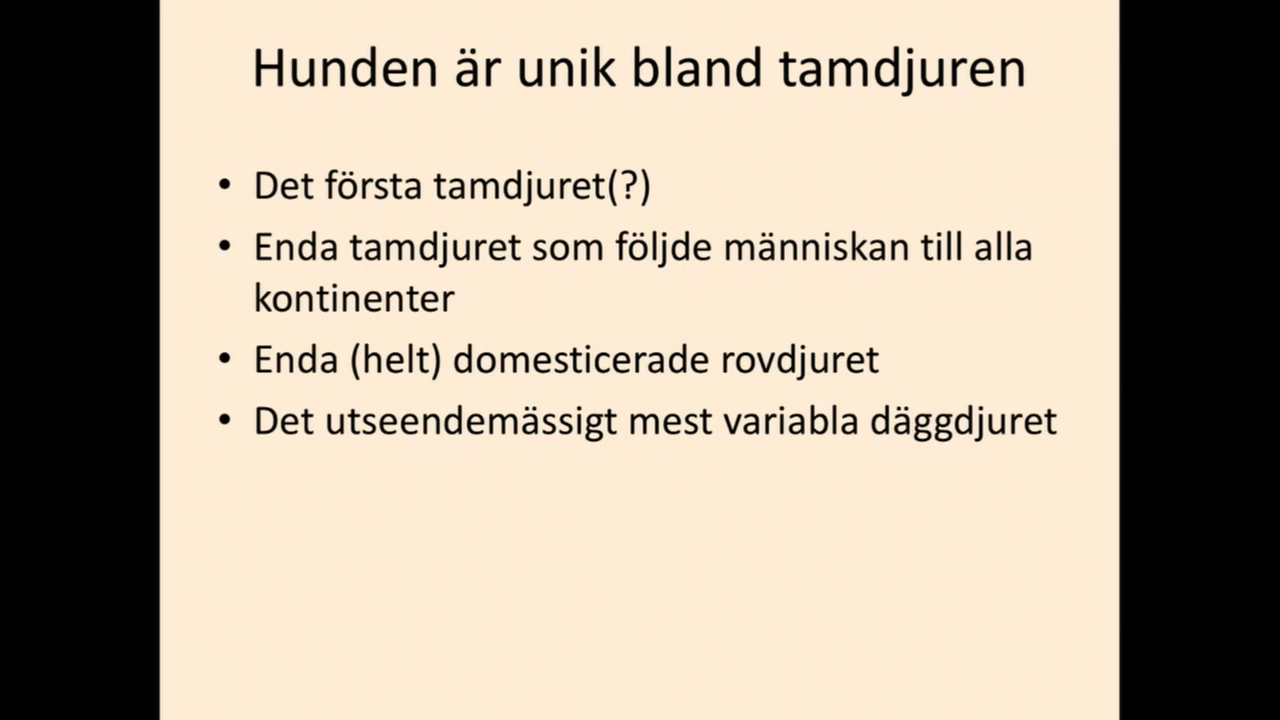 Hunden är unik bland tamdjuren
• Det första tamdjuret(?)
• Enda tamdjuret som följde människan till alla
kontinenter
• Enda (helt) domesticerade rovdjuret
• Det utseendemässigt mest variabla däggdjuret